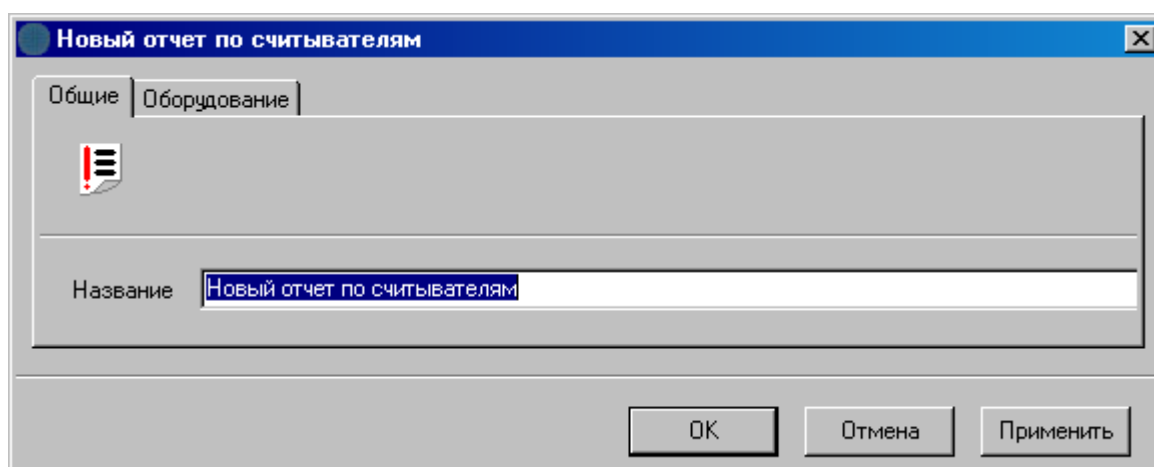 Новый отчет по считывателям
Общие Оборудование
Название Новый отчет по считывателям
OK Отмена Применить